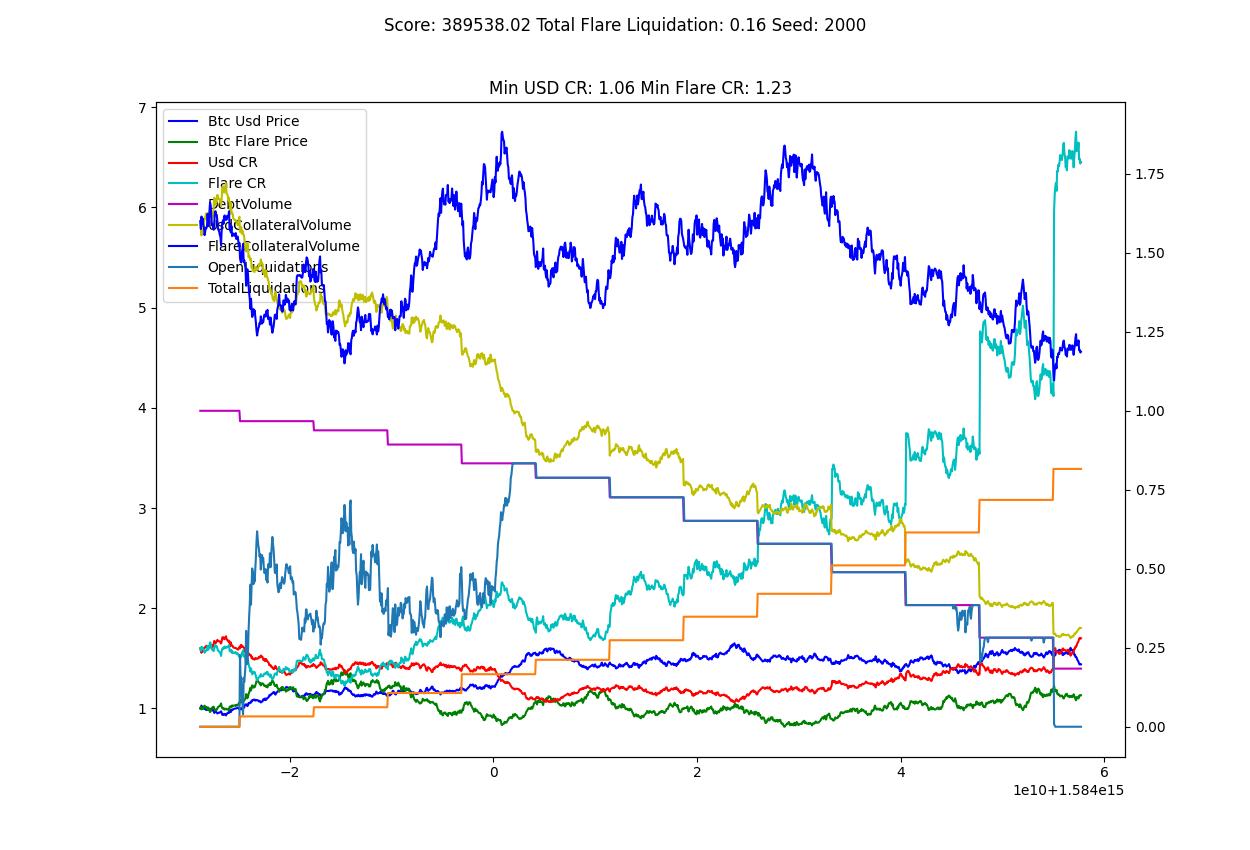 Score: 389538.02 Total Flare Liquidation: 0.16 Seed: 2000
Min USD CR: 1.06 Min Flare CR: 1.23
Btc Usd Price
Btc Flare Price
Usd CR
Flare CR
DebtVolume
UsdCollateralVolume
FlareCollateralVolume
OpenLiquidations
TotalLiquidations
7
6
5
4
3
2
1
1.75
1.50
1.25
1.00
0.75
0.50
0.25
0.00
−2
0
2
4
6
1e10+1.584e15